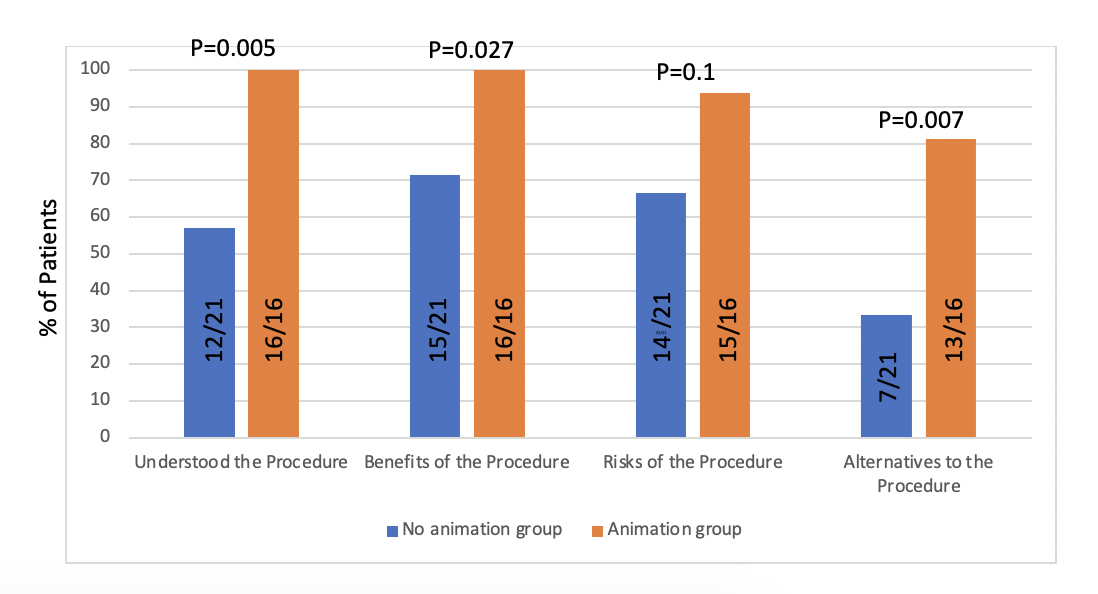 P=0.005
P=0.027
P=0.1
P=0.007
% of Patients
100
90
80
70
60
50
40
30
20
10
0
12/21
16/16
15/21
16/16
14/21
15/16
7/21
13/16
Understood the Procedure
Benefits of the Procedure
Risks of the Procedure
Alternatives to the
Procedure
No animation group
Animation group